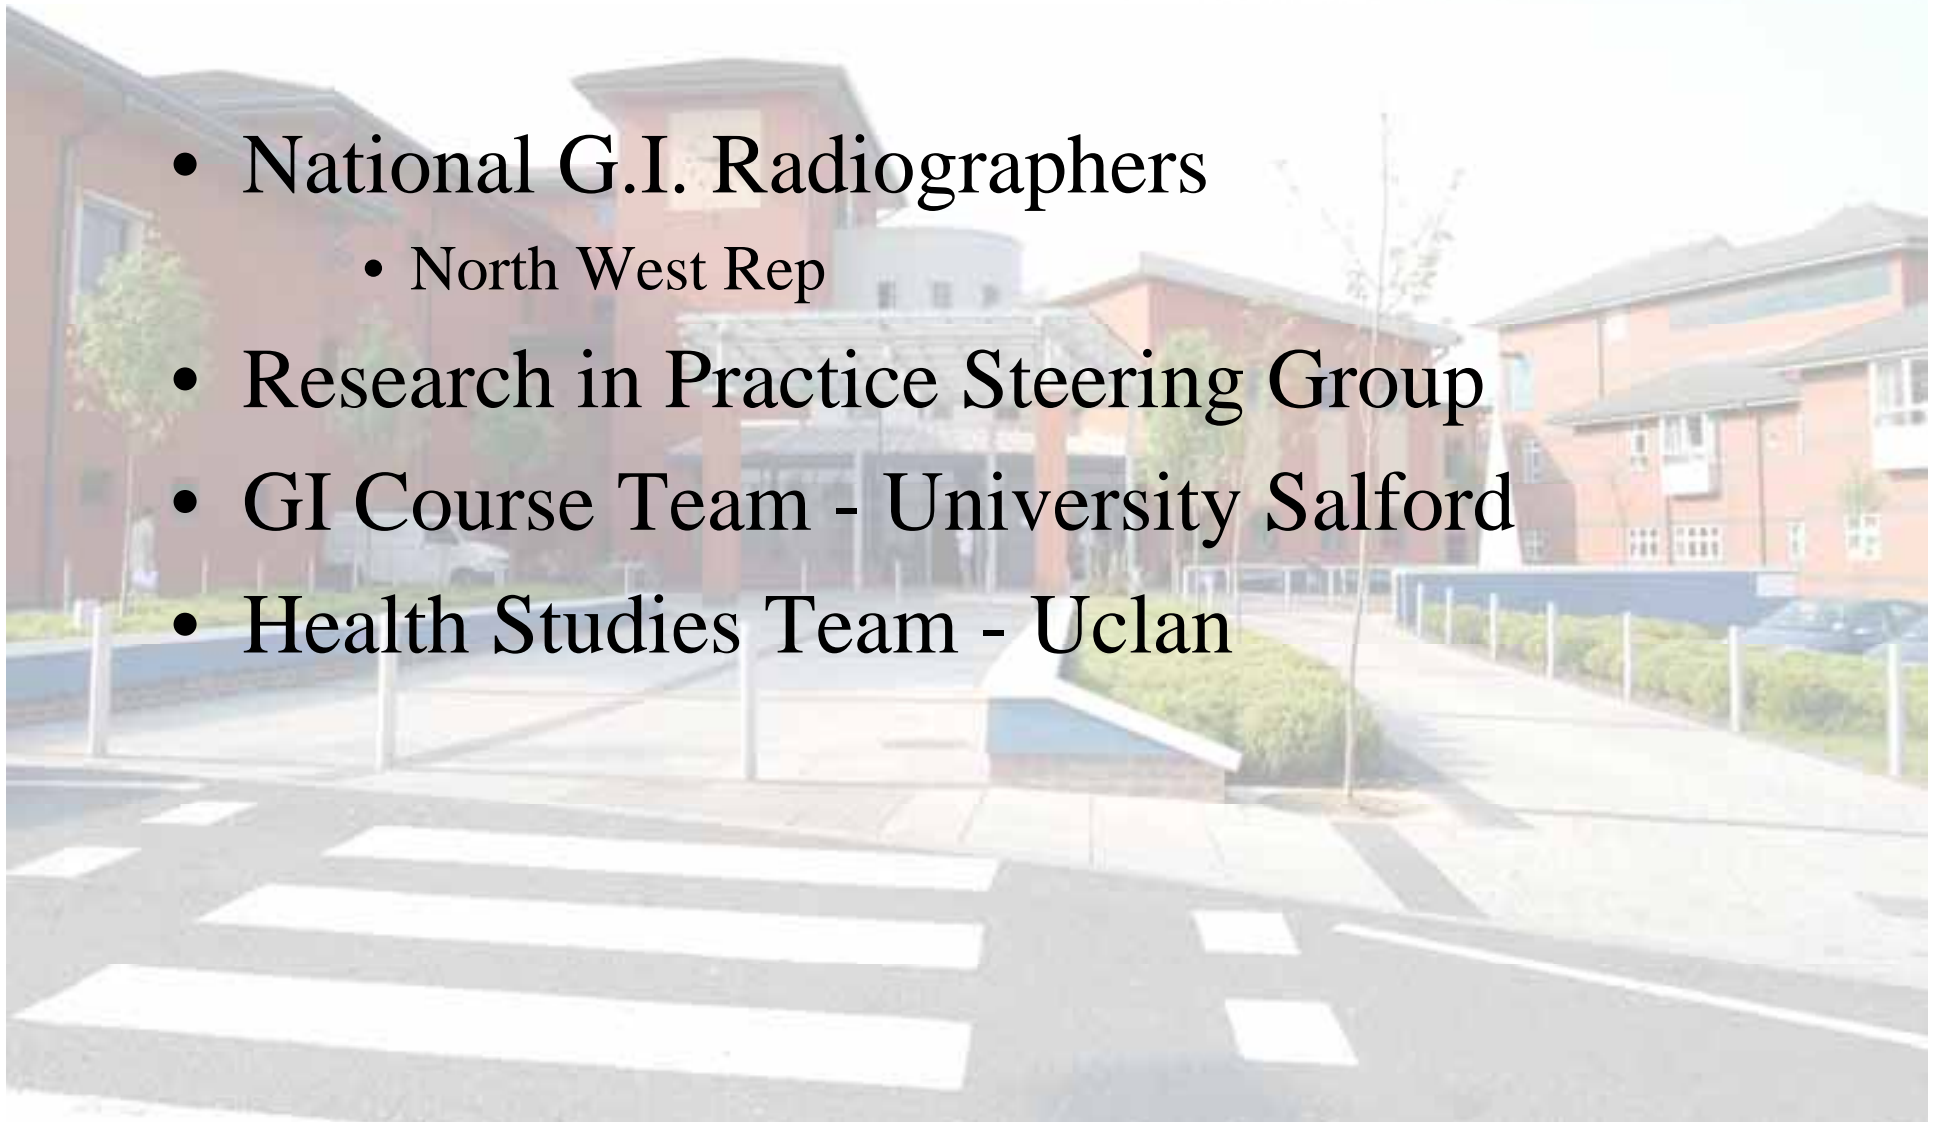 • National G.I. Radiographers
• North West Rep
• Research in Practice Steering Group
• GI Course Team - University Salford
• Health Studies Team - Uclan